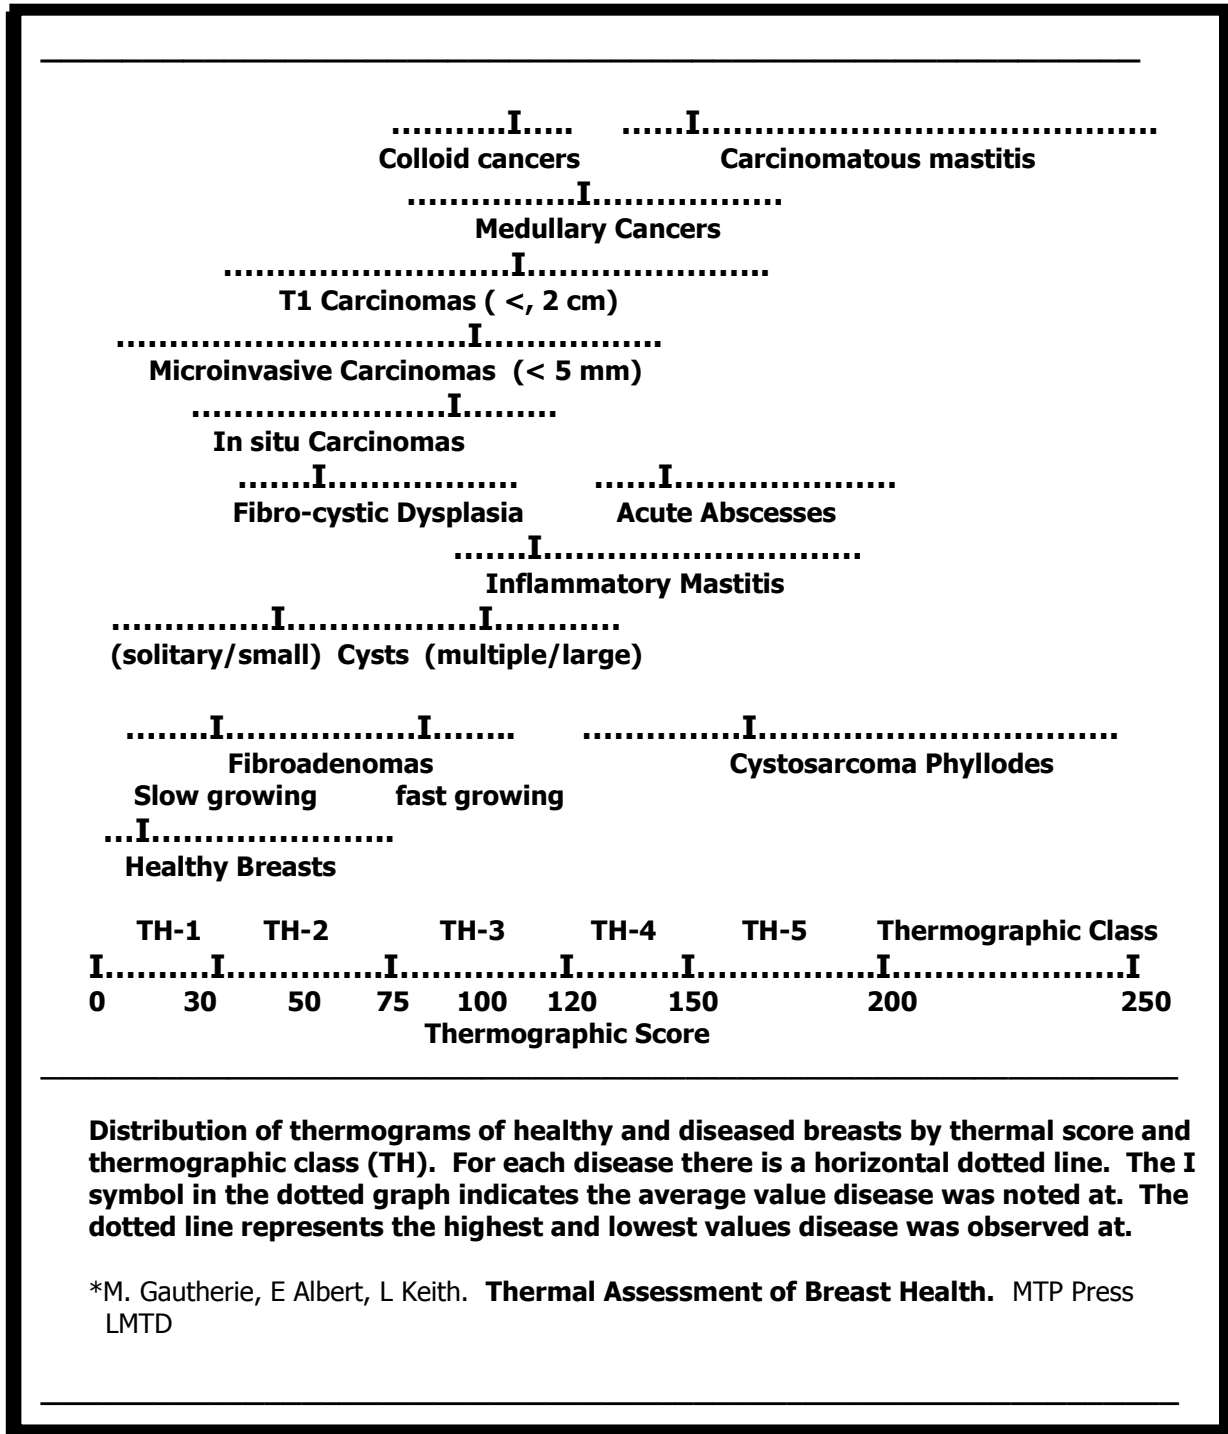 ...........I..... ......I...........................................
Colloid cancers Carcinomatous mastitis
................I..................
Medullary Cancers
...........................I.......................
T1 Carcinomas ( <, 2 cm)
.................................I.................
Microinvasive Carcinomas (< 5 mm)
........................I.........
In situ Carcinomas
.......I.................. ......I.....................
Fibro-cystic Dysplasia Acute Abscesses
.......I..............................
Inflammatory Mastitis
...............I..................I............
(solitary/small) Cysts (multiple/large)
........I..................I........ ...............I..................................
Fibroadenomas Cystosarcoma Phyllodes
Slow growing fast growing
...I.......................
Healthy Breasts
TH-1 TH-2 TH-3 TH-4 TH-5 Thermographic Class
I..........I...............I...............I..........I.................I......................I
0 30 50 75 100 120 150 200 250
Thermographic Score
Distribution of thermograms of healthy and diseased breasts by thermal score and
thermographic class (TH). For each disease there is a horizontal dotted line. The I
symbol in the dotted graph indicates the average value disease was noted at. The
dotted line represents the highest and lowest values disease was observed at.
*M. Gautherie, E Albert, L Keith. Thermal Assessment of Breast Health. MTP Press
LMTD